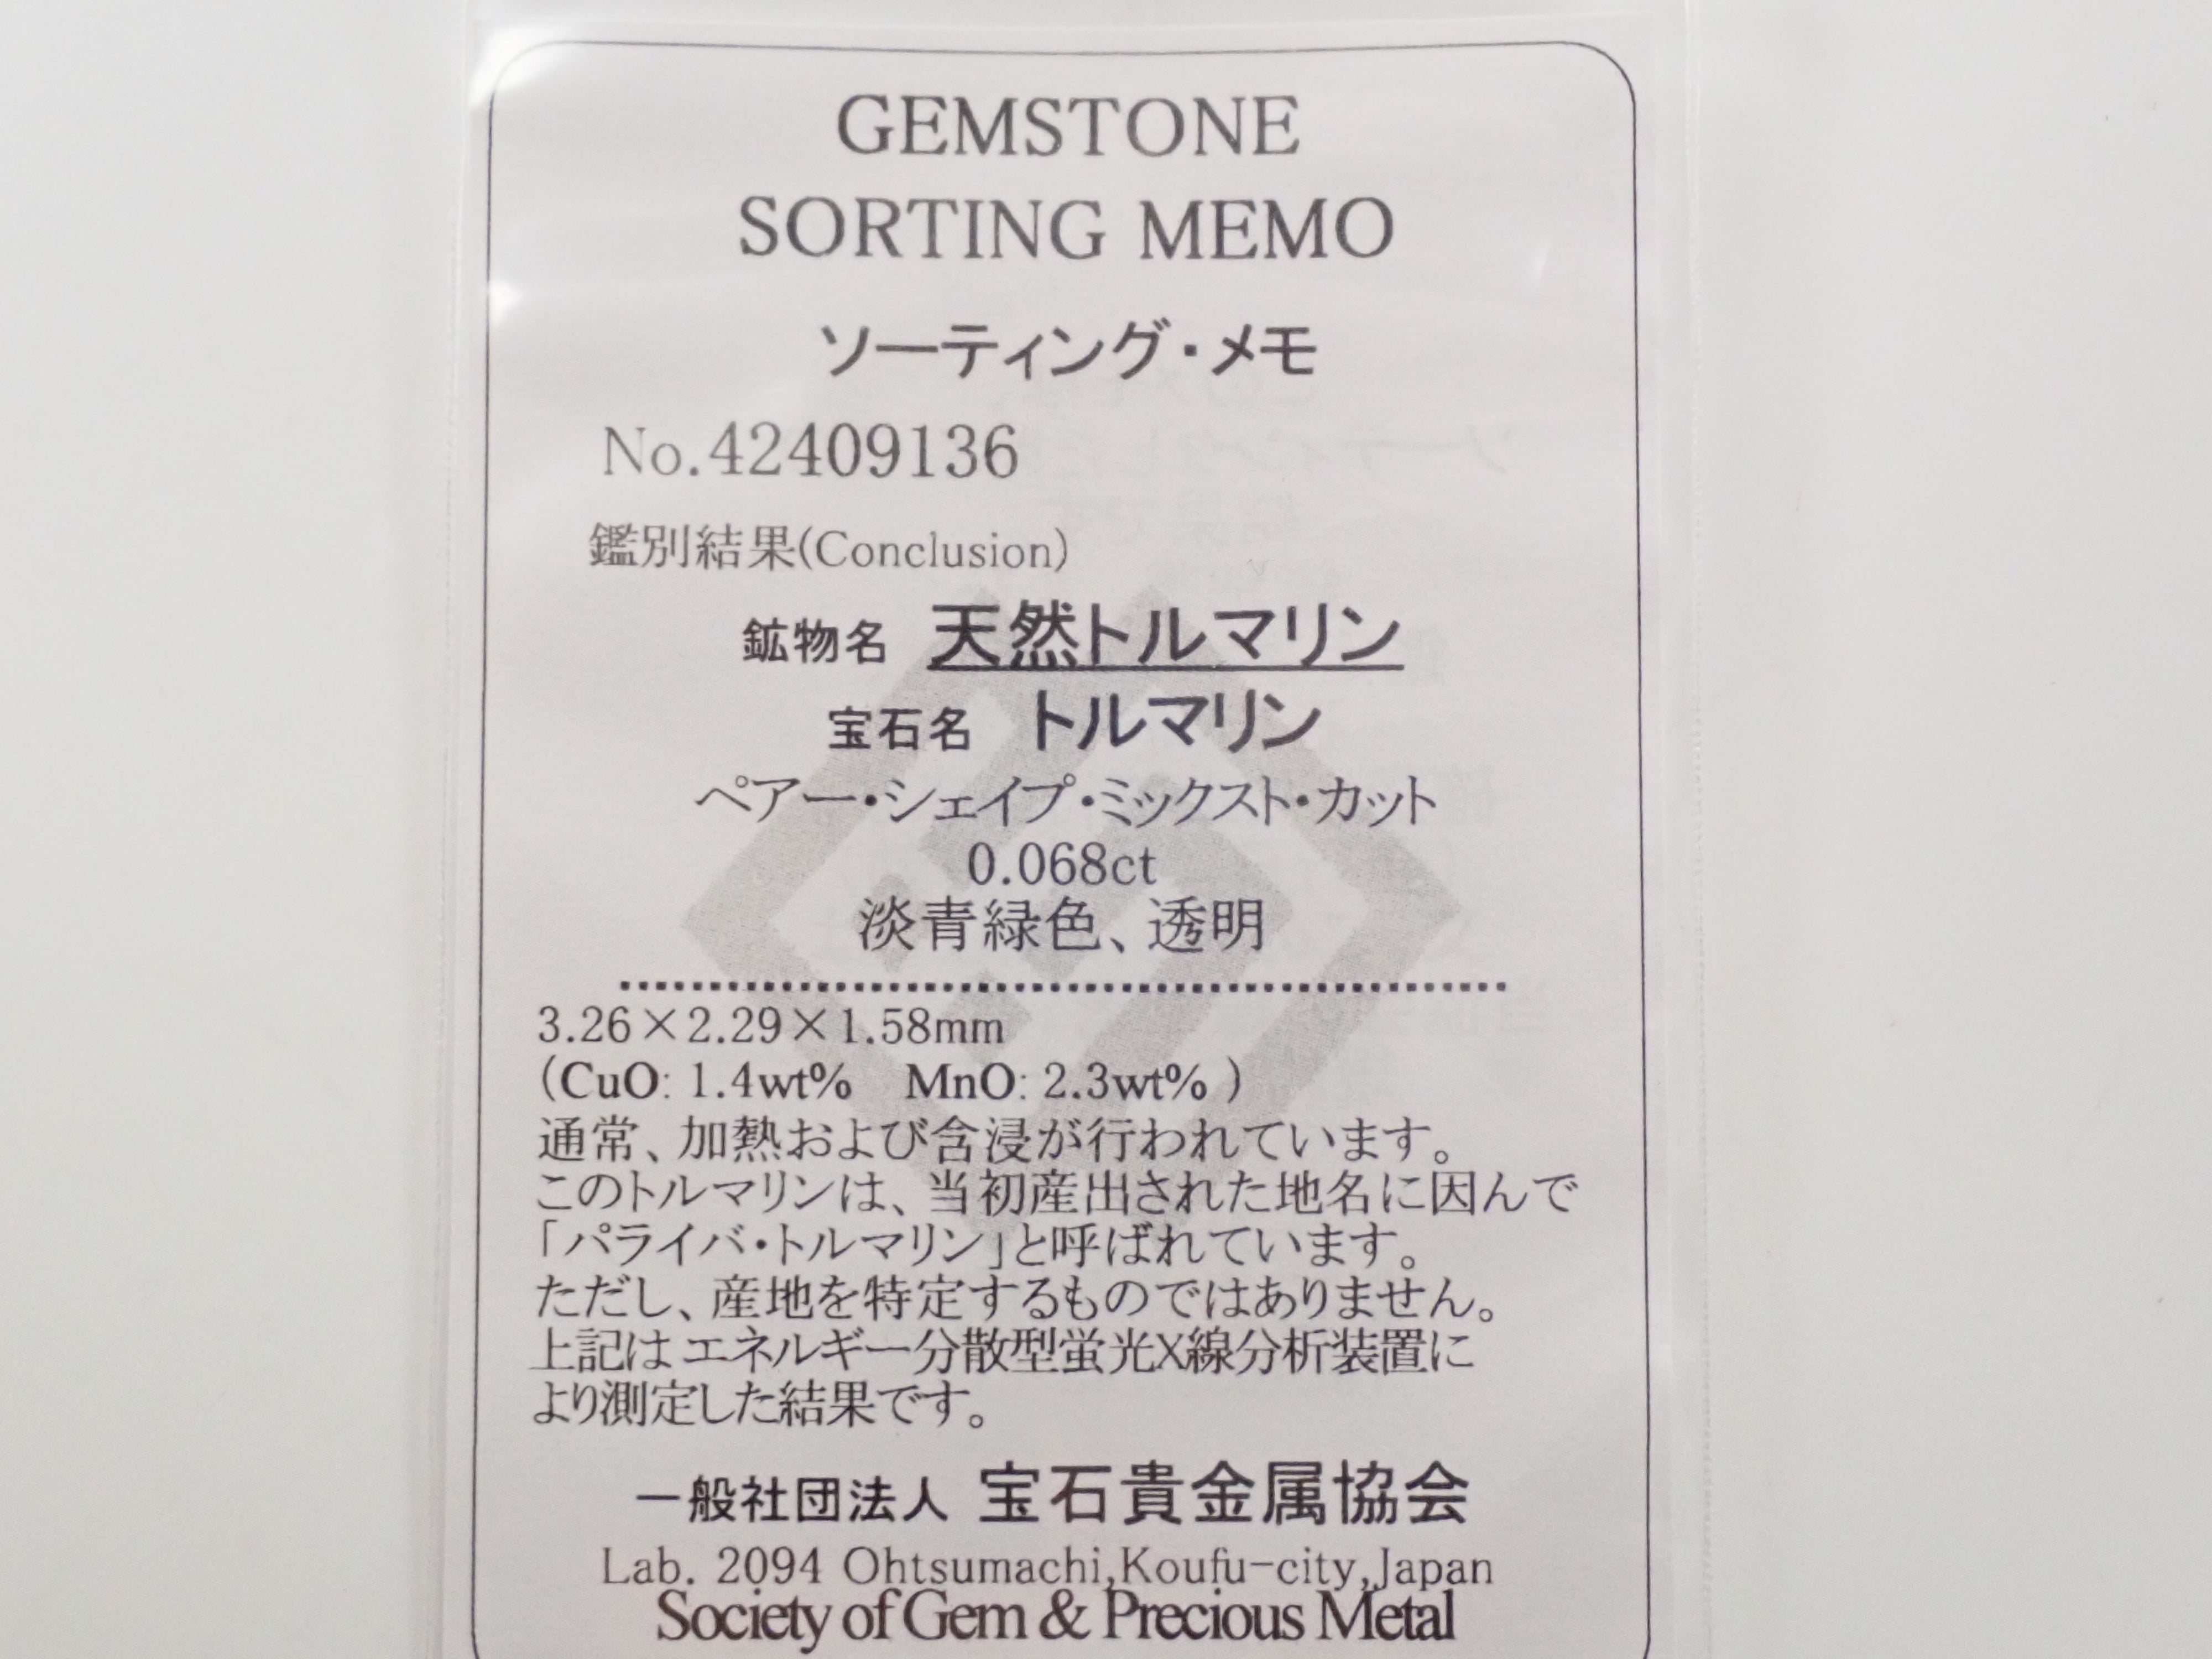 GEMSTONE
SORTING MEMO
ソーティング・メモ
No.42409136
鑑別結果(Conclusion)
鉱物名 天然トルマリン
宝石名 トルマリン
ペアー・シェイプ・ミックスト・カット
0.068ct
淡青緑色、透明
3.26×2.29×1.58mm
(CuO: 1.4wt% MnO: 2.3wt% )
通常、加熱および含浸が行われています。
このトルマリンは、当初産出された地名に因んで
「パライバ・トルマリン」と呼ばれています。
ただし、産地を特定するものではありません。
上記はエネルギー分散型蛍光X線分析装置に
より測定した結果です。
一般社団法人 宝石貴金属協会
Lab. 2094 Ohtsumachi,Koufu-city,Japan
Society of Gem & Precious Metal